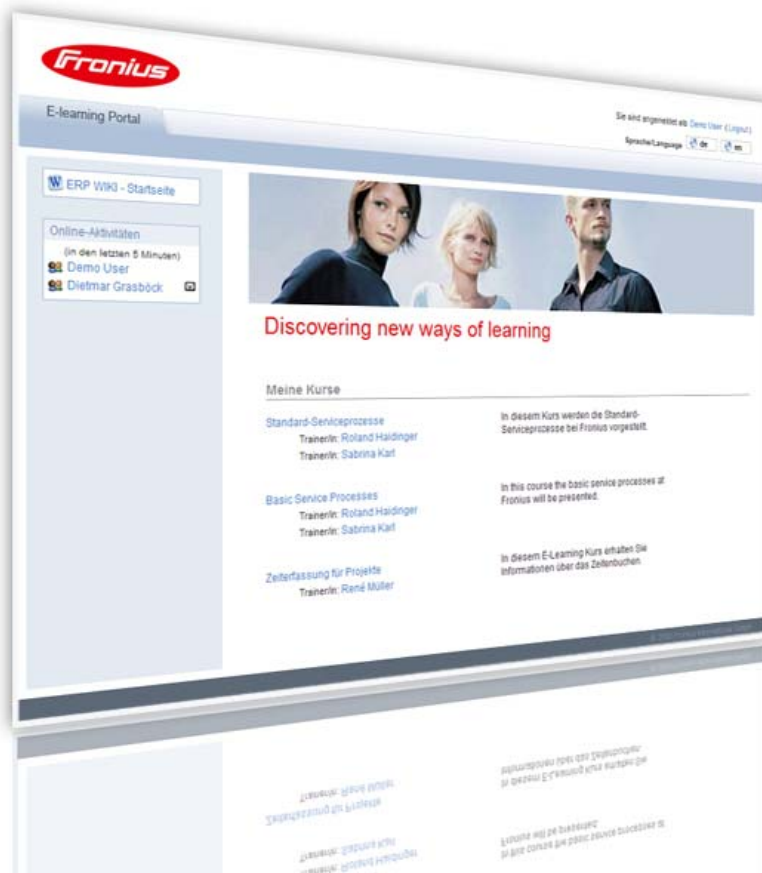 Fronius
E-learning Portal
Sie sind angemeldet als Demo User (Logout)
Sprache/Language de en
ERP WIKI - Startseite
Online-Aktivitäten
(in den letzten 5 Minuten)
Demo User
Dietmar Grasböck
Discovering new ways of learning
Meine Kurse
Standard-Serviceprozesse
Trainer/in: Roland Haidinger
Trainer/in: Sabrina Karl
In diesem Kurs werden die Standard-
Serviceprozesse bei Fronius vorgestellt.
Basic Service Processes
Trainer/in: Roland Haidinger
Trainer/in: Sabrina Karl
In this course the basic service processes at
Fronius will be presented.
Zeiterfassung für Projekte
Trainer/in: René Müller
In diesem E-Learning Kurs erhalten Sie
Informationen über das Zeitenbuchen.